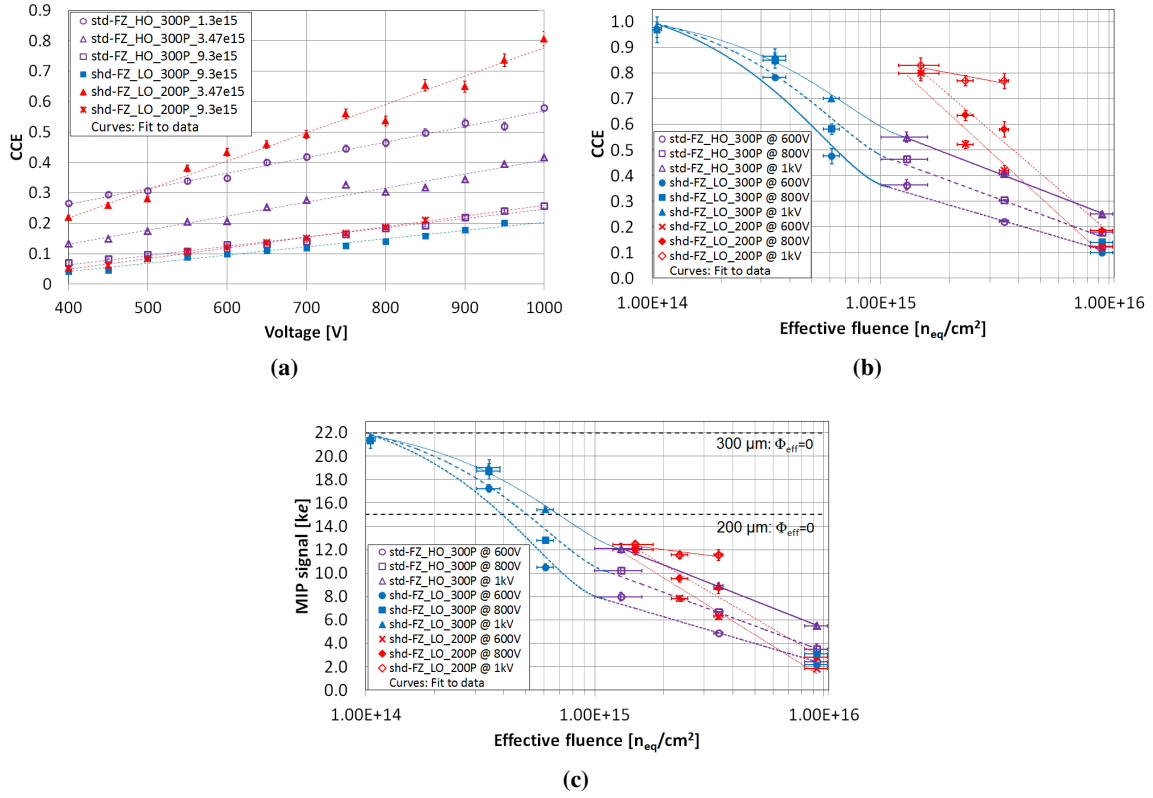 0.9
0.8
0.7
0.6
0.5
0.4
0.3
0.2
0.1
0
CCE
std-FZ_HO_300P_1.3e15
std-FZ_HO_300P_3.47e15
std-FZ_HO_300P_9.3e15
shd-FZ_LO_300P_9.3e15
shd-FZ_LO_200P_3.47e15
shd-FZ_LO_200P_9.3e15
Curves: Fit to data
400 500 600 700 800 900 1000
Voltage [V]
(a)
1.0
0.9
0.8
0.7
0.6
0.5
0.4
0.3
0.2
0.1
0.0
CCE
std-FZ_HO_300P @ 600V
std-FZ_HO_300P @ 800V
std-FZ_HO_300P @ 1kV
shd-FZ_LO_300P @ 600V
shd-FZ_LO_300P @ 800V
shd-FZ_LO_300P @ 1kV
shd-FZ_LO_200P @ 600V
shd-FZ_LO_200P @ 800V
shd-FZ_LO_200P @ 1kV
Curves: Fit to data
1.00E+14 1.00E+15 1.00E+16
Effective fluence [neq/cm²]
(b)
22.0
20.0
18.0
16.0
14.0
12.0
10.0
8.0
6.0
4.0
2.0
0.0
MIP signal [ke]
300 µm: Φeff=0
200 µm: Φeff=0
std-FZ_HO_300P @ 600V
std-FZ_HO_300P @ 800V
std-FZ_HO_300P @ 1kV
shd-FZ_LO_300P @ 600V
shd-FZ_LO_300P @ 800V
shd-FZ_LO_300P @ 1kV
shd-FZ_LO_200P @ 600V
shd-FZ_LO_200P @ 800V
shd-FZ_LO_200P @ 1kV
Curves: Fit to data
1.00E+14 1.00E+15 1.00E+16
Effective fluence [neq/cm²]
(c)